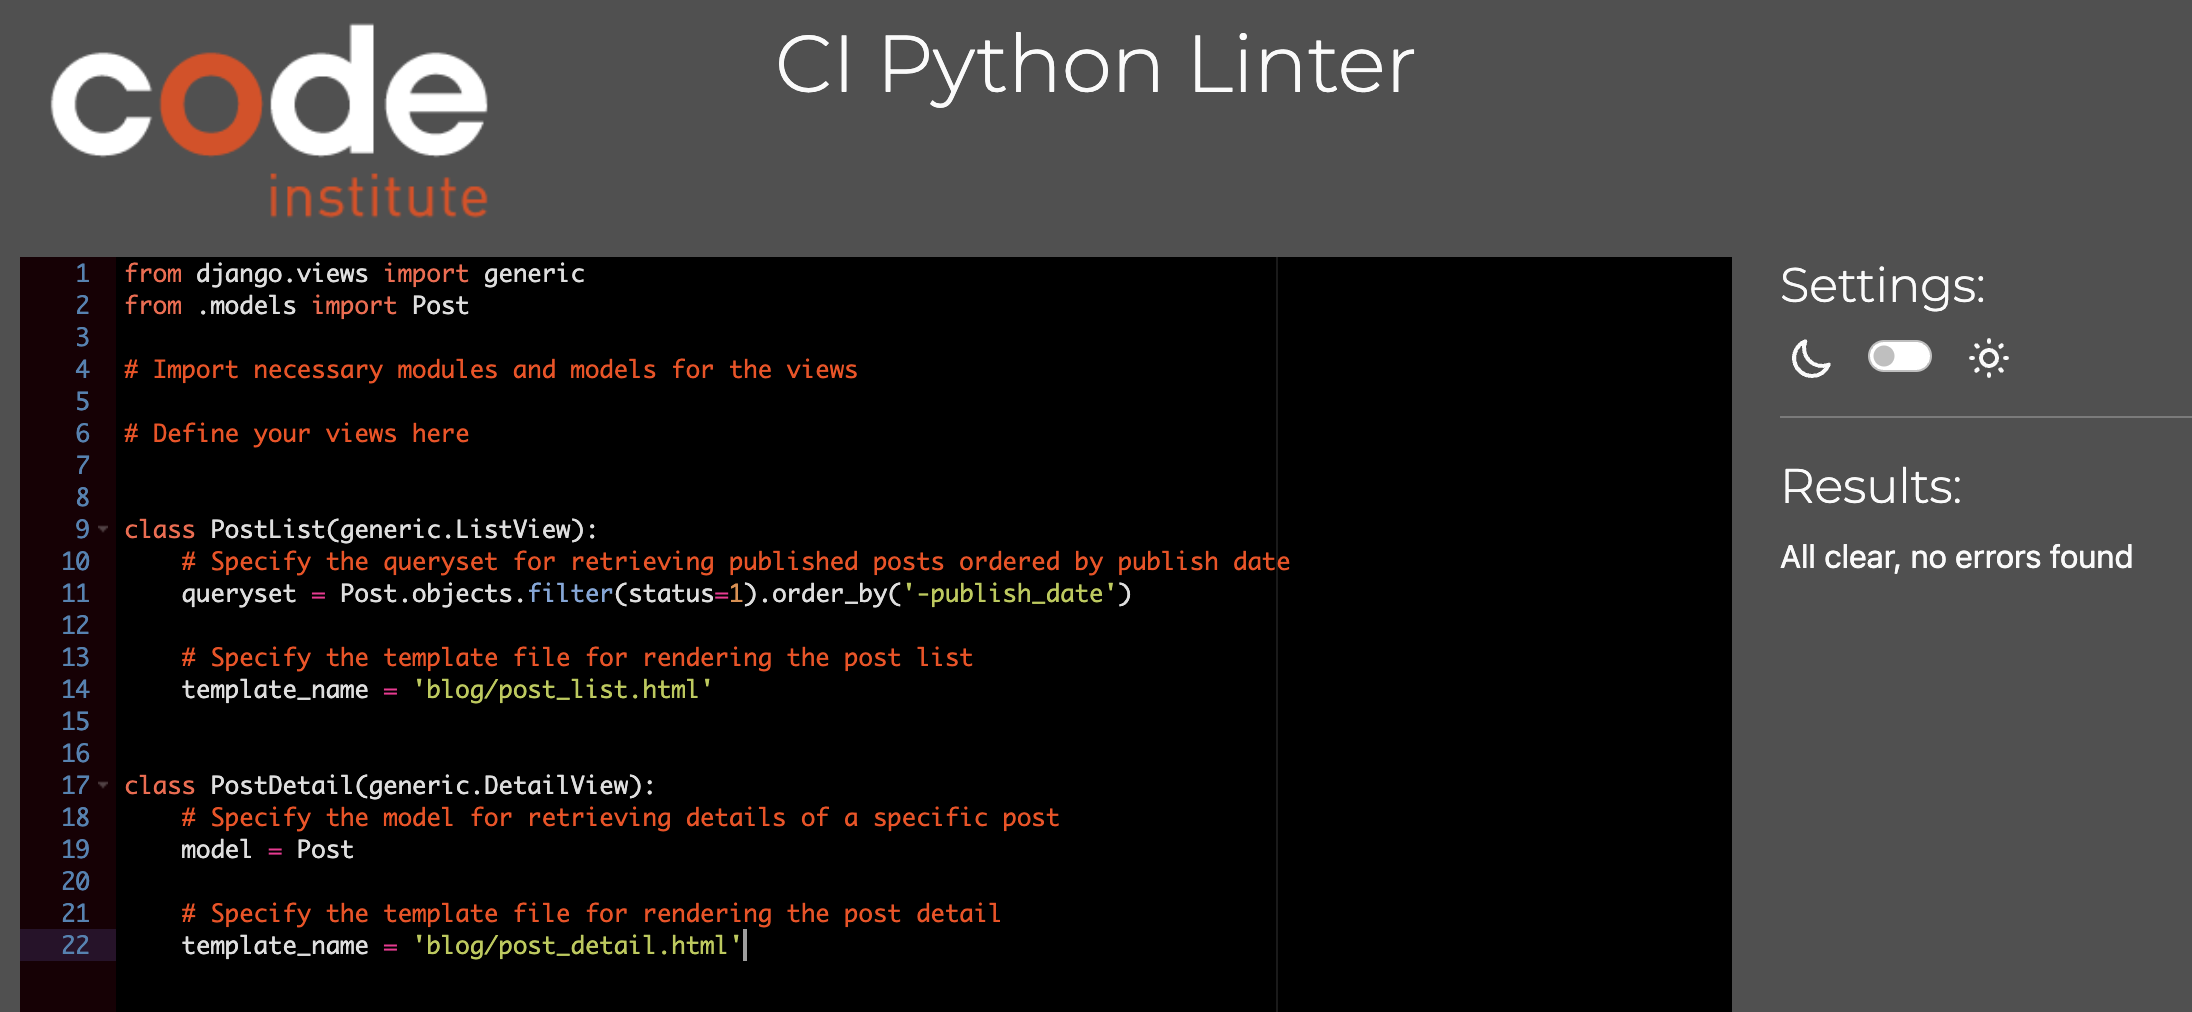 code
institute
CI Python Linter
1 from django.views import generic
2 from .models import Post
3
4 # Import necessary modules and models for the views
5
6 # Define your views here
7
8
9 class PostList(generic.ListView):
10     # Specify the queryset for retrieving published posts ordered by publish date
11     queryset = Post.objects.filter(status=1).order_by('-publish_date')
12
13     # Specify the template file for rendering the post list
14     template_name = 'blog/post_list.html'
15
16
17 class PostDetail(generic.DetailView):
18     # Specify the model for retrieving details of a specific post
19     model = Post
20
21     # Specify the template file for rendering the post detail
22     template_name = 'blog/post_detail.html'
Settings:
Results:
All clear, no errors found